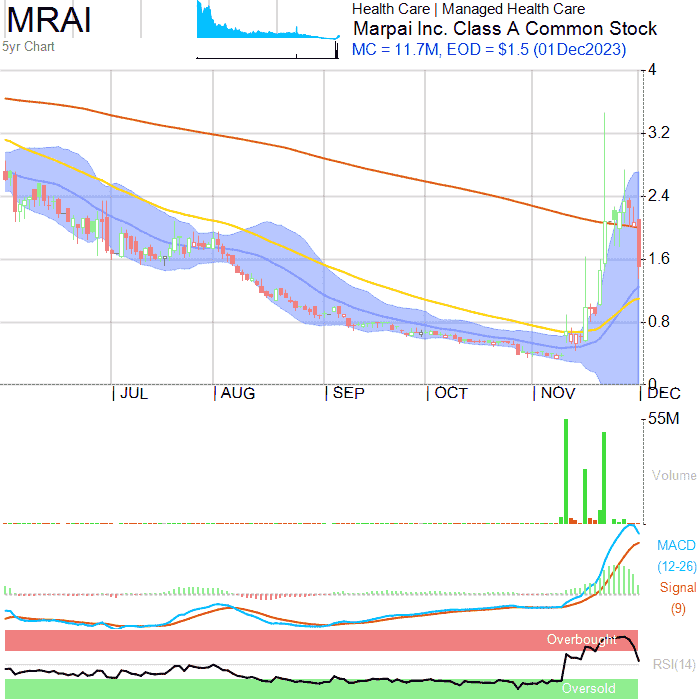 MRAI
5yr Chart
Health Care | Managed Health Care
Marpai Inc. Class A Common Stock
MC = 11.7M, EOD = $1.5 (01Dec2023)
4
3.2
2.4
1.6
0.8
0
JUL AUG SEP OCT NOV DEC
55M
Volume
MACD
(12-26)
Signal
(9)
Overbought
RSI(14)
Oversold